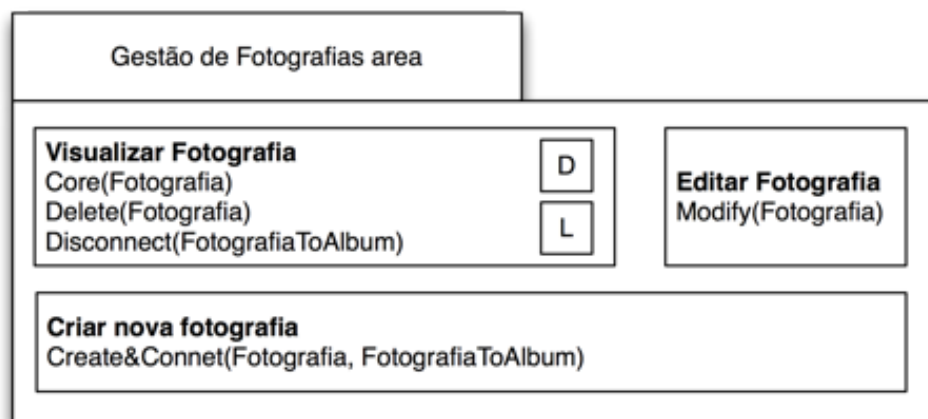 Gestão de Fotografias area
Visualizar Fotografia
Core(Fotografia)
Delete(Fotografia)
Disconnect(FotografiaToAlbum)
D
L
Editar Fotografia
Modify(Fotografia)
Criar nova fotografia
Create&Connet(Fotografia, FotografiaToAlbum)